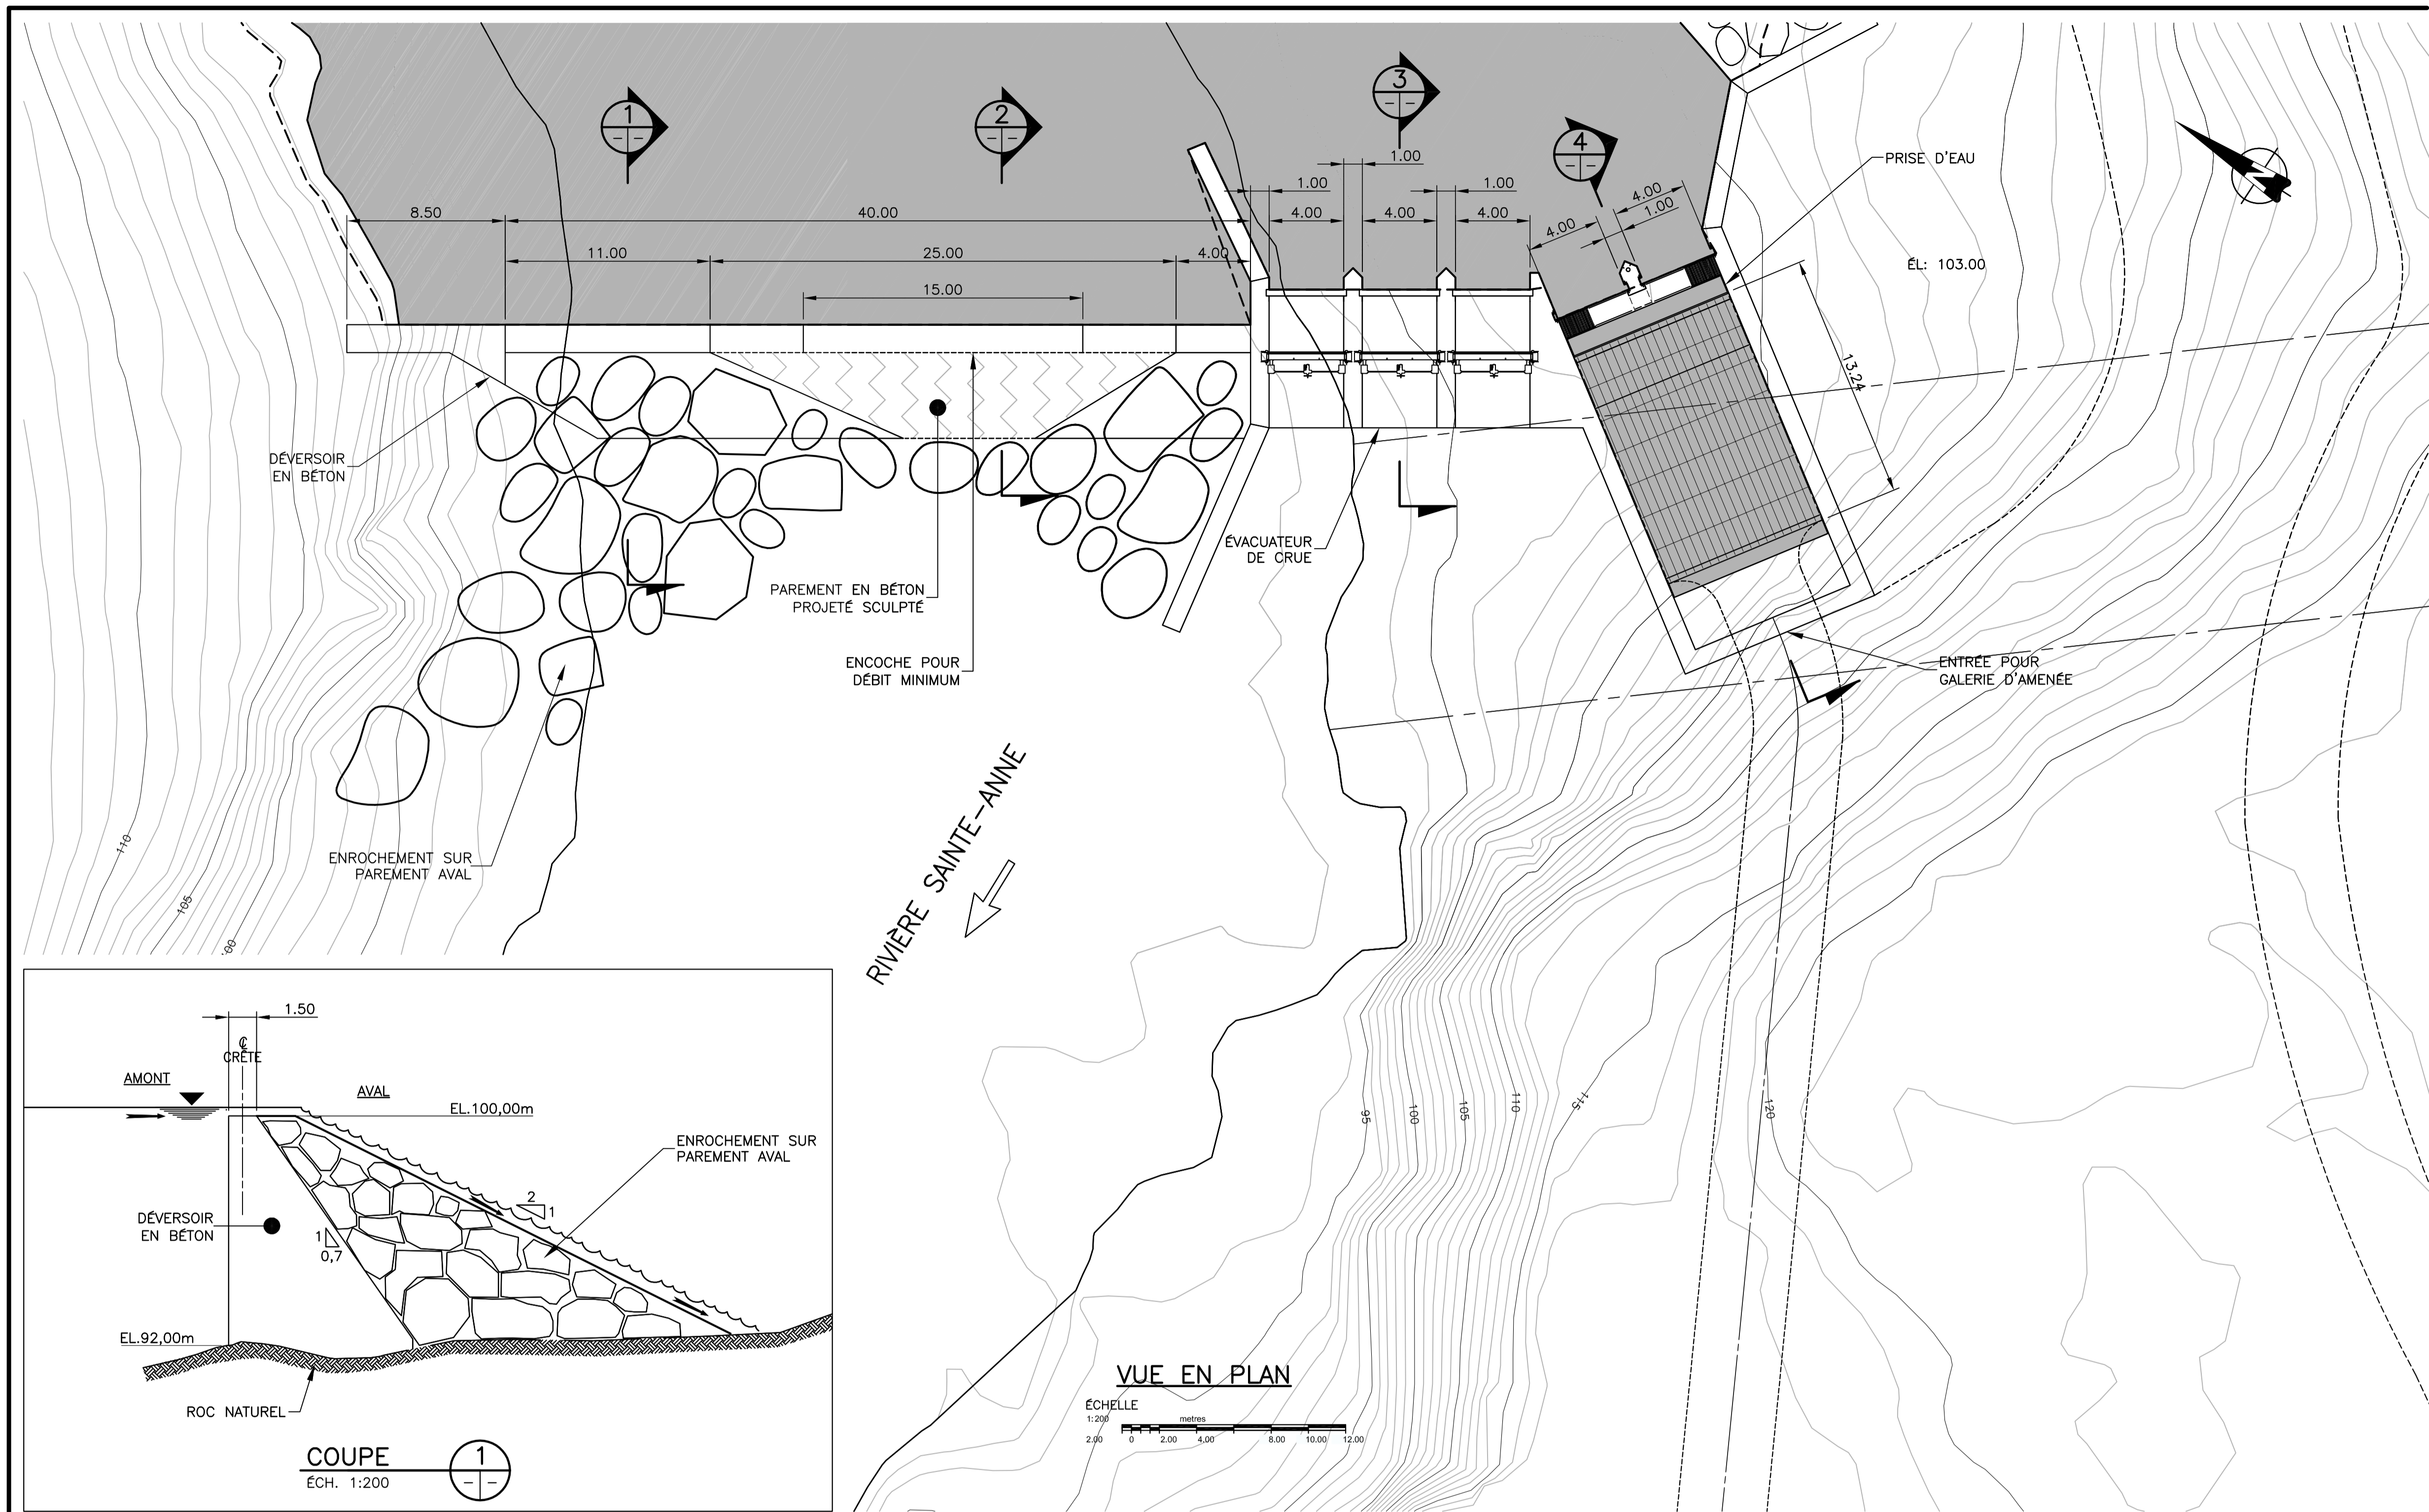 1
2
3
4
1.00
1.00
1.00
4.00
4.00
4.00
4.00
1.00
4.00
PRISE D'EAU
N
8.50
40.00
11.00
25.00
4.00
15.00
ÉL: 103.00
13.24
DÉVERSOIR
EN BÉTON
ÉVACUATEUR
DE CRUE
PAREMENT EN BÉTON
PROJETÉ SCULPTÉ
ENCOCHE POUR
DÉBIT MINIMUM
ENTRÉE POUR
GALERIE D'AMENÉE
RIVIÈRE SAINTE-ANNE
ENROCHEMENT SUR
PAREMENT AVAL
110
105
00
95
100
105
110
115
120
1.50
CL
CRÊTE
AMONT
AVAL
EL.100,00m
ENROCHEMENT SUR
PAREMENT AVAL
2
1
DÉVERSOIR
EN BÉTON
1
0,7
EL.92,00m
ROC NATUREL
COUPE
1
ÉCH. 1:200
VUE EN PLAN
ÉCHELLE
1:200
metres
2.00 0 2.00 4.00 8.00 10.00 12.00